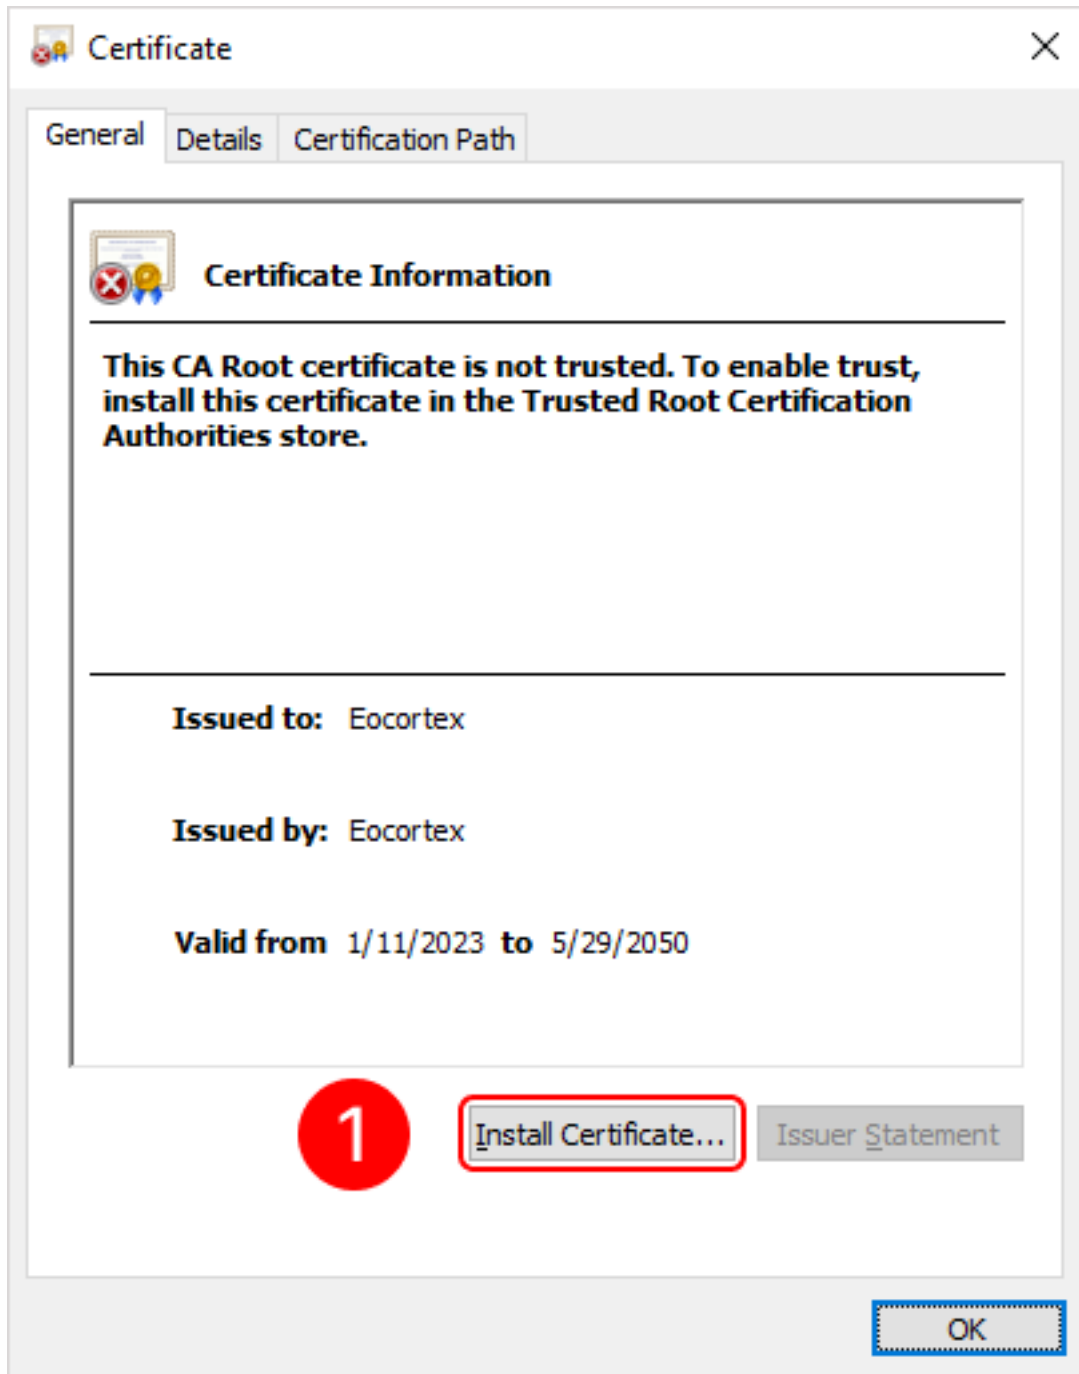 Certificate
General Details Certification Path
Certificate Information
This CA Root certificate is not trusted. To enable trust,
install this certificate in the Trusted Root Certification
Authorities store.
Issued to: Eocortex
Issued by: Eocortex
Valid from 1/11/2023 to 5/29/2050
1 Install Certificate... Issuer Statement
OK